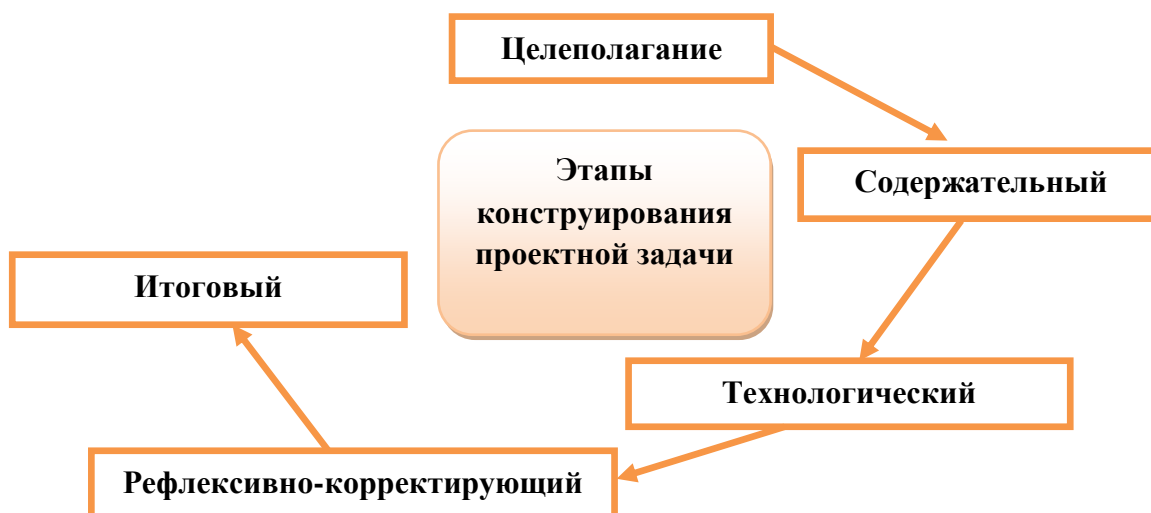 Целеполагание
Этапы
конструирования
проектной задачи
Содержательный
Итоговый
Технологический
Рефлексивно-корректирующий